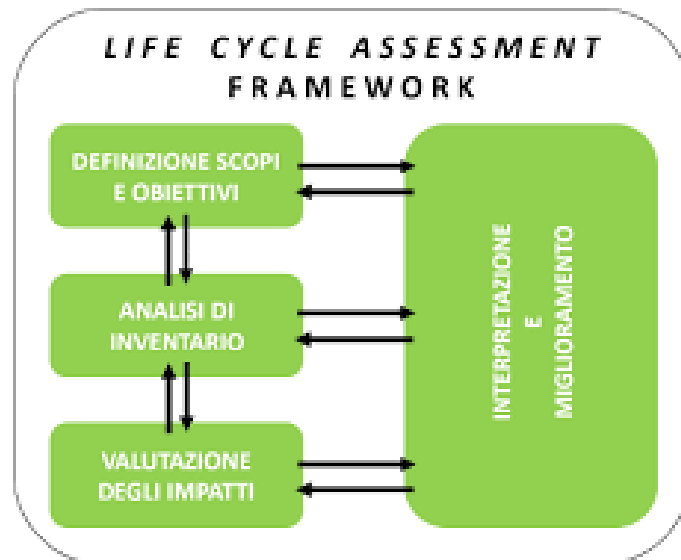 LIFE CYCLE ASSESSMENT
FRAMEWORK
DEFINIZIONE SCOPI
E OBIETTIVI
ANALISI DI
INVENTARIO
VALUTAZIONE
DEGLI IMPATTI
INTERPRETAZIONE
E
MIGLIORAMENTO